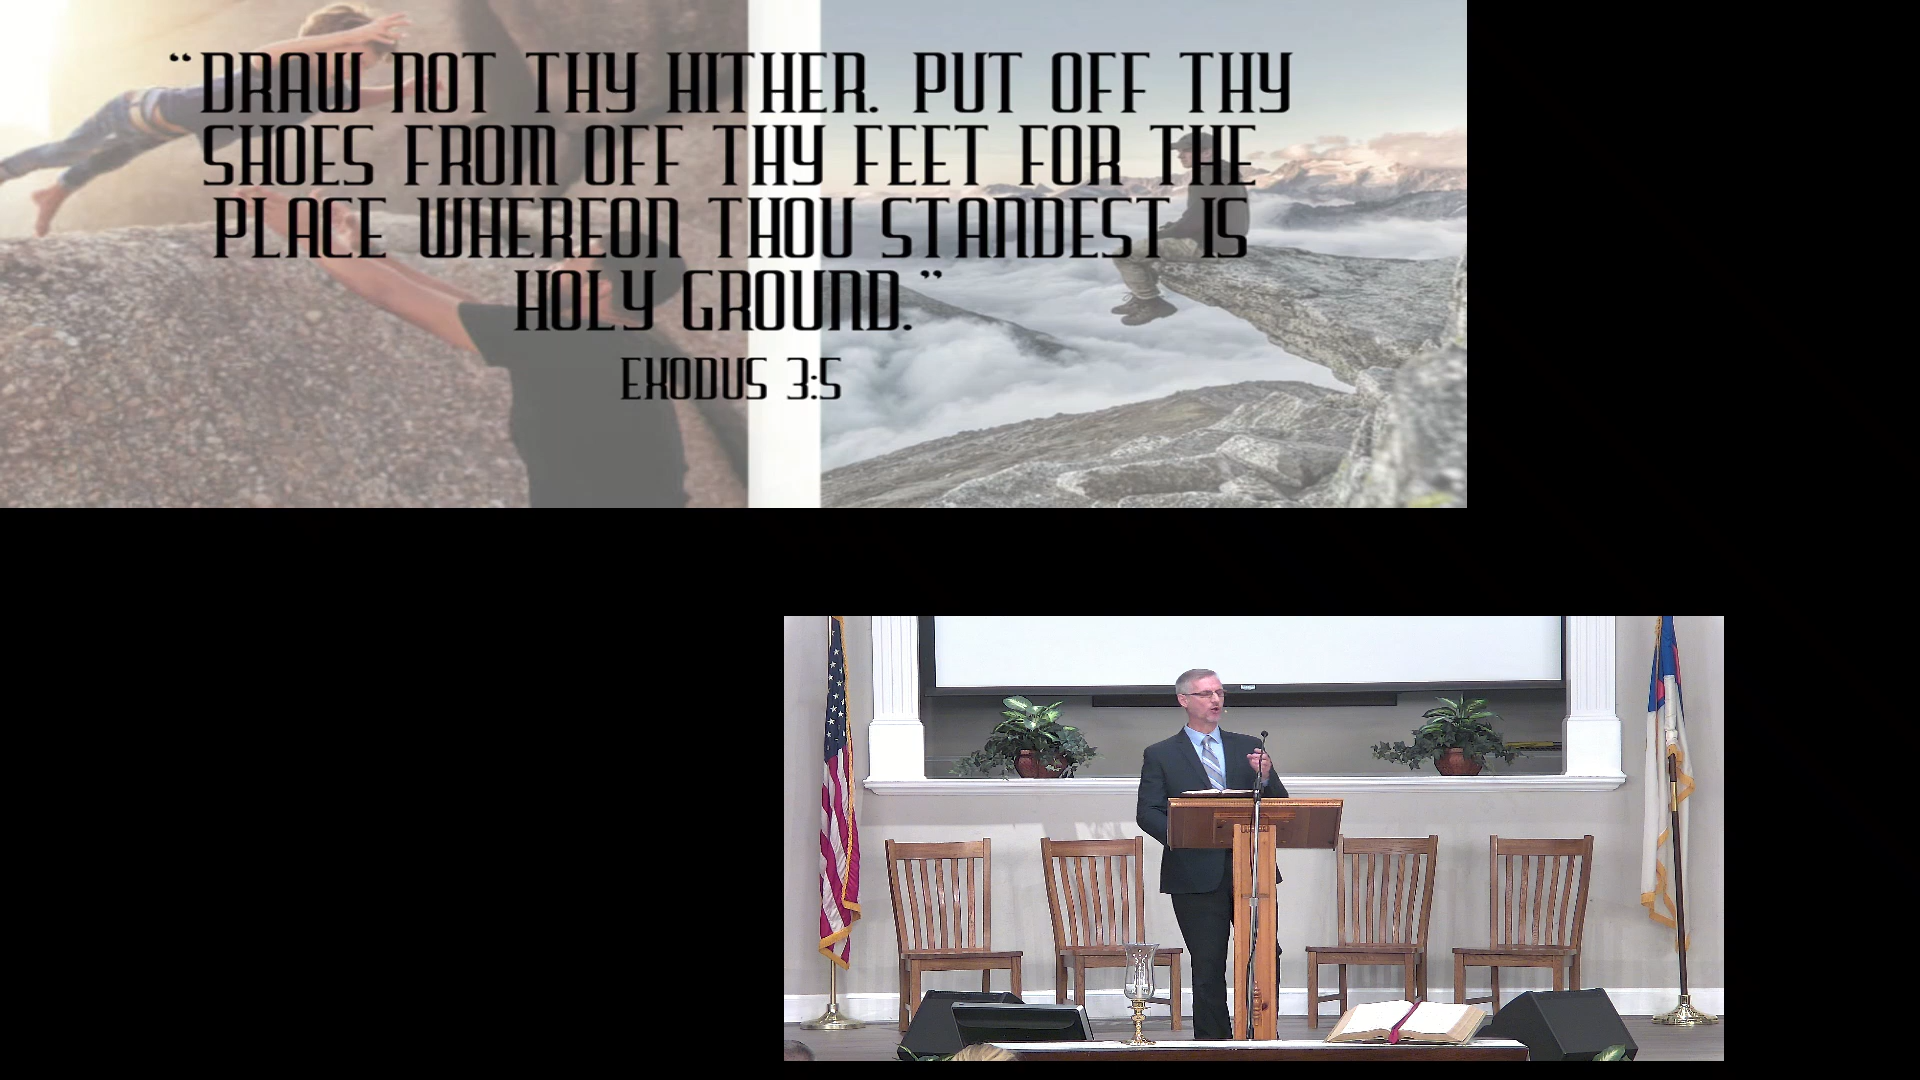 “DRAW NOT THY HITHER. PUT OFF THY
SHOES FROM OFF THY FEET FOR THE
PLACE WHEREON THOU STANDEST IS
HOLY GROUND.”
EXODUS 3:5